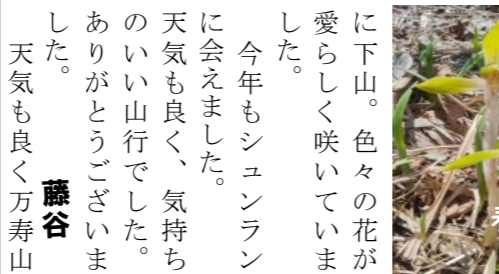 に下山。色々の花が
愛らしく咲いていま
した。
今年もシュンラン
に会えました。
天気も良く、気持ち
のいい山行でした。
ありがとうございま
した。
藤谷
天気も良く万寿山